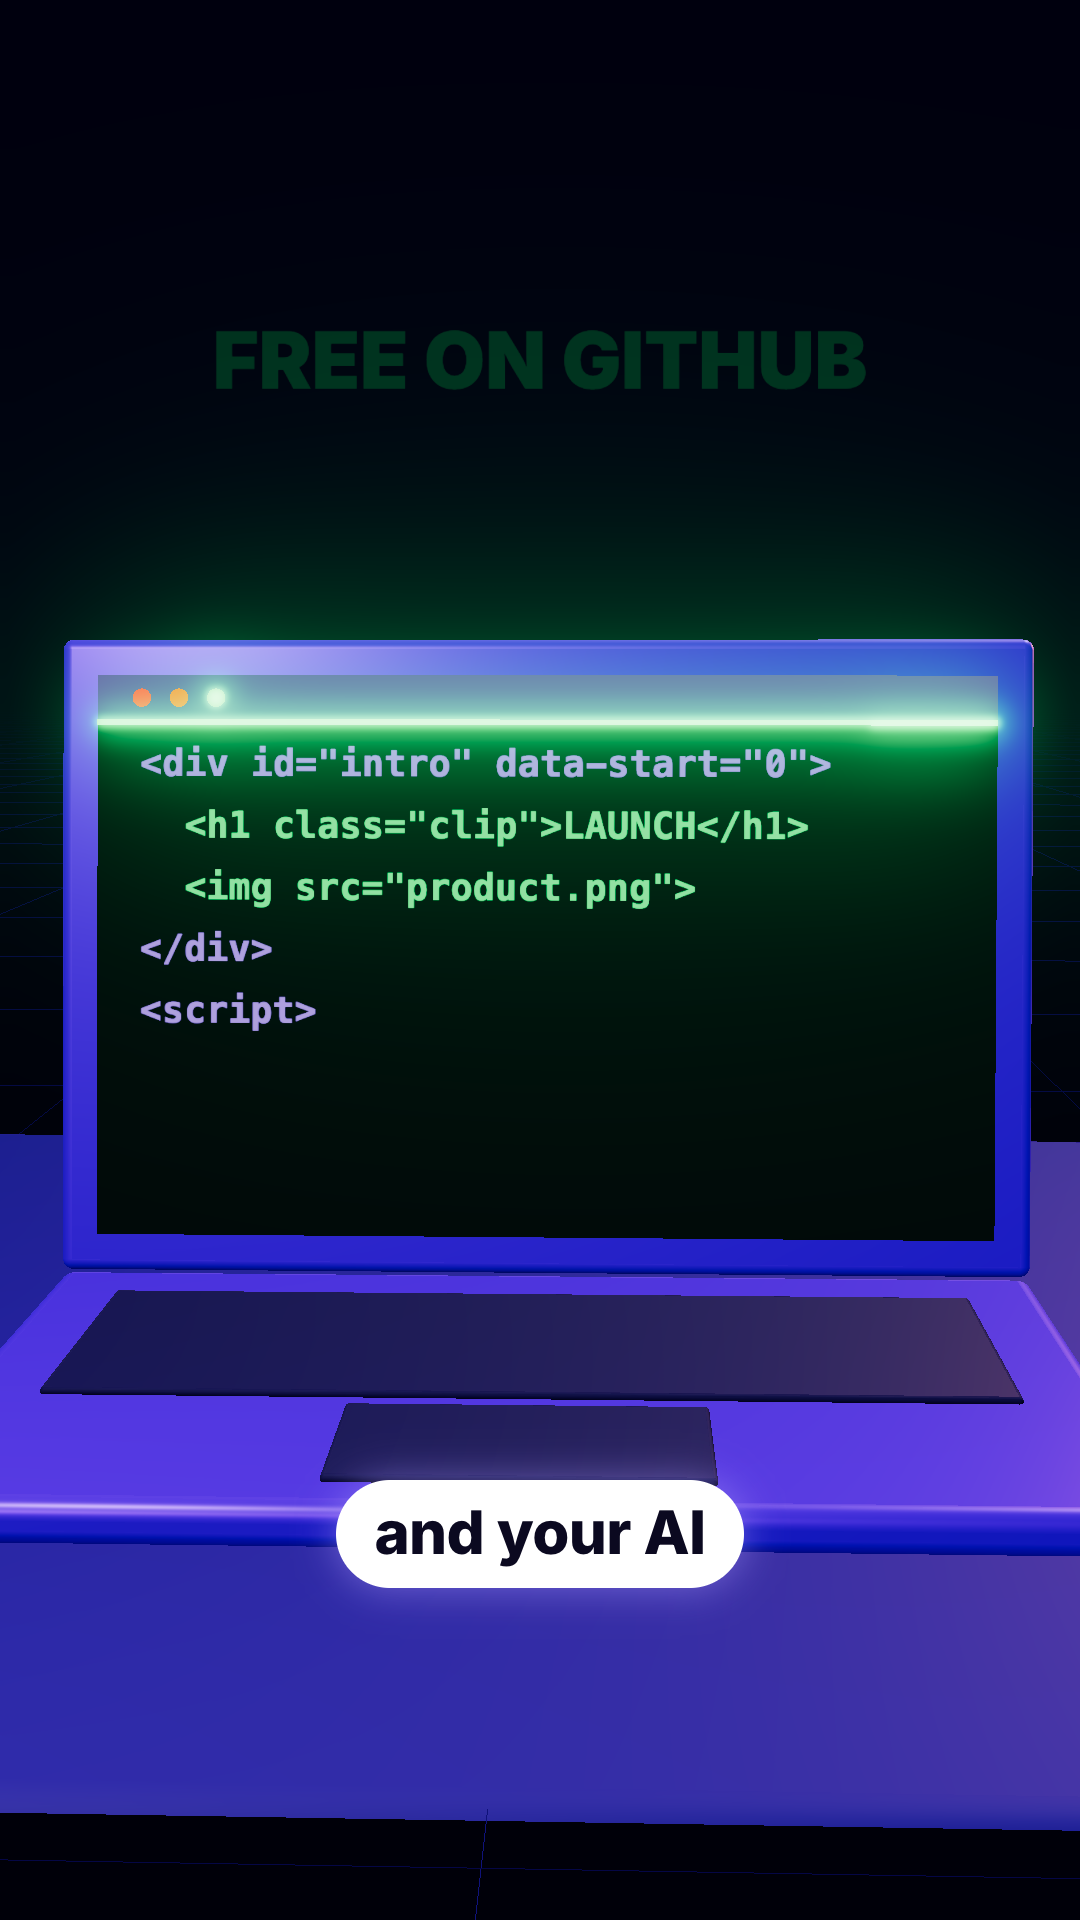 FREE ON GITHUB
<div id="intro" data-start="0">
<h1 class="clip">LAUNCH</h1>
<img src="product.png">
</div>
<script>
and your AI